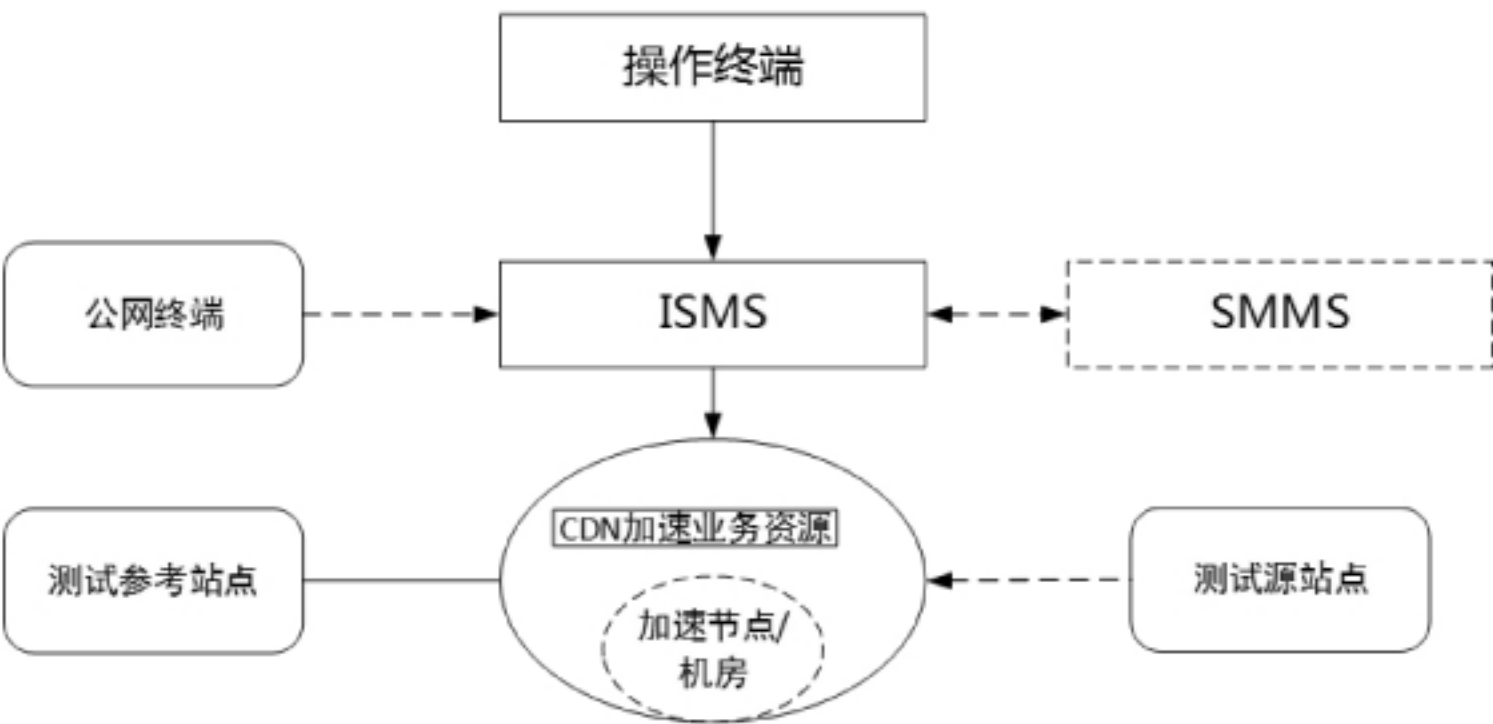 操作终端
公网终端
ISMS
SMMS
CDN加速业务资源
测试参考站点
测试源站点
加速节点/
机房